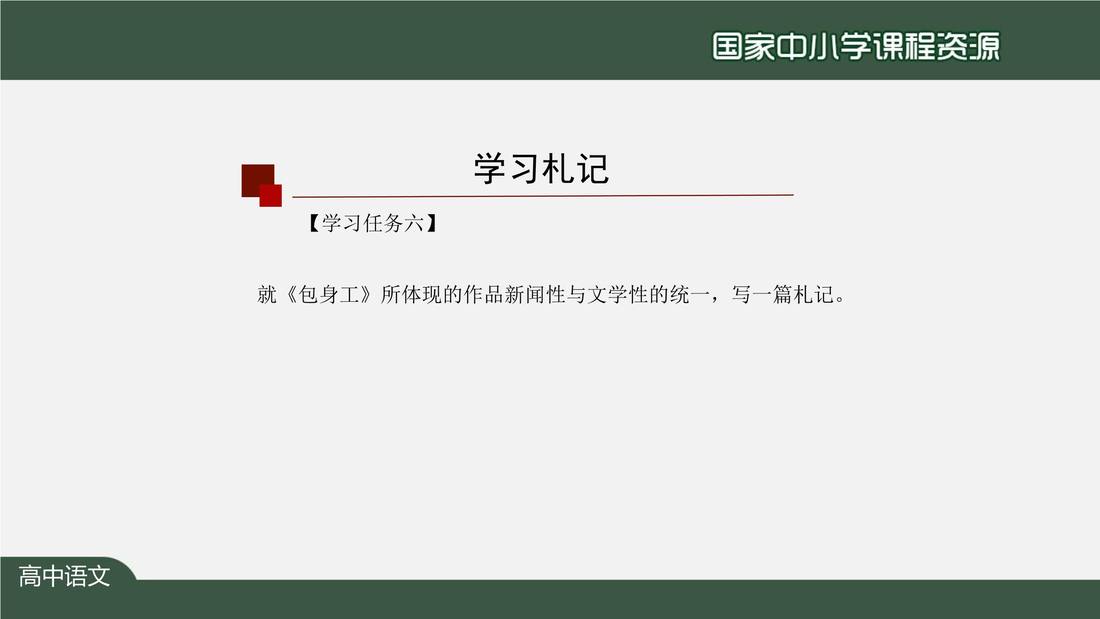 国家中小学课程资源
学习札记
【学习任务六】
就《包身工》所体现的作品新闻性与文学性的统一，写一篇札记。
高中语文